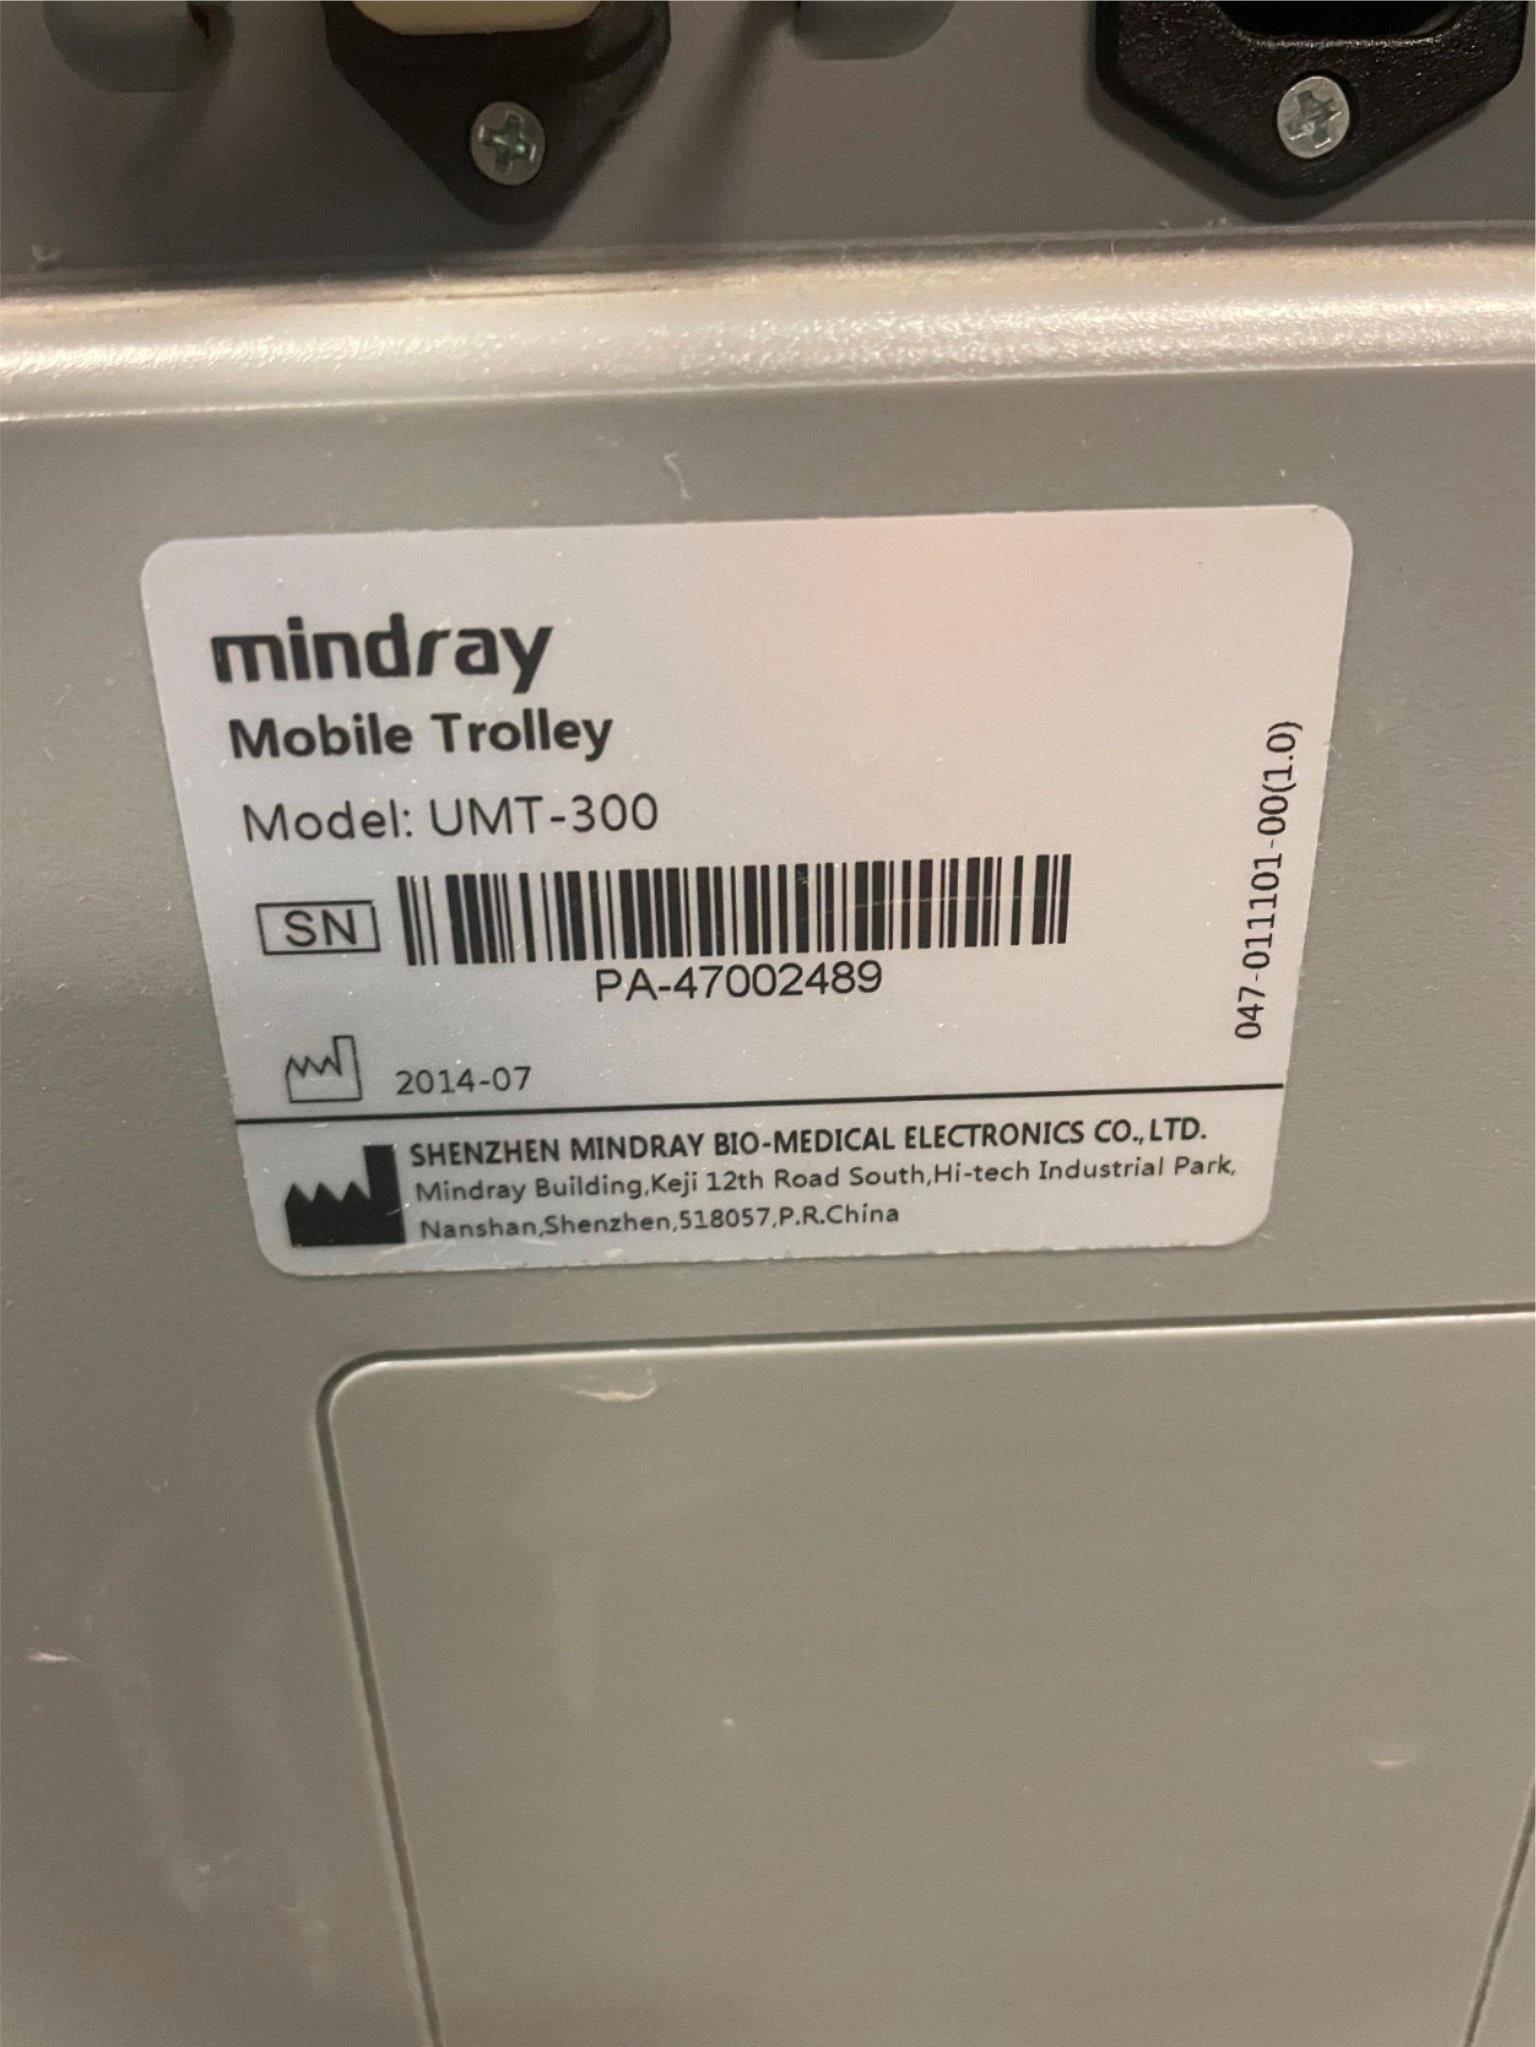 mindray
Mobile Trolley
Model: UMT-300
SN
PA-47002489
2014-07
SHENZHEN MINDRAY BIO-MEDICAL ELECTRONICS CO.,LTD.
Mindray Building,Keji 12th Road South,Hi-tech Industrial Park,
Nanshan,Shenzhen,518057,P.R.China
047-011101-00(1.0)